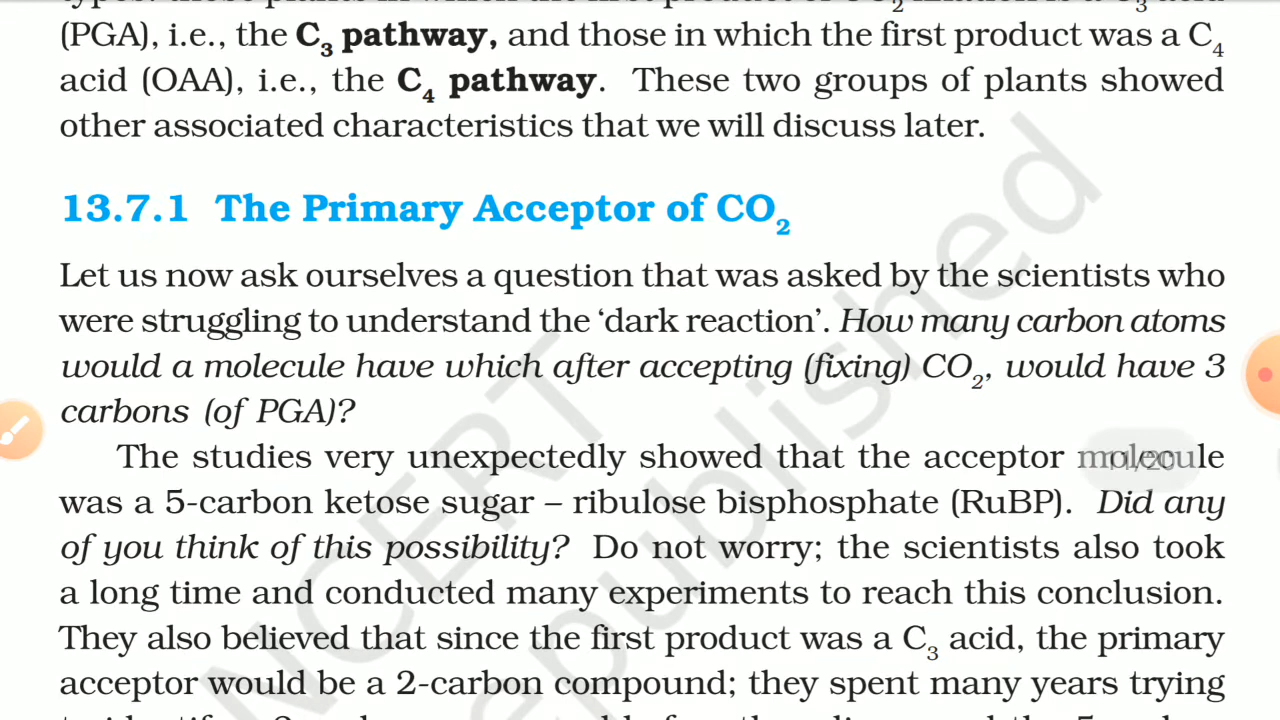 (PGA), i.e., the C₃ pathway, and those in which the first product was a C₄
acid (OAA), i.e., the C₄ pathway. These two groups of plants showed
other associated characteristics that we will discuss later.
13.7.1 The Primary Acceptor of CO₂
Let us now ask ourselves a question that was asked by the scientists who
were struggling to understand the ‘dark reaction’. How many carbon atoms
would a molecule have which after accepting (fixing) CO₂, would have 3
carbons (of PGA)?
The studies very unexpectedly showed that the acceptor molecule
was a 5-carbon ketose sugar – ribulose bisphosphate (RuBP). Did any
of you think of this possibility? Do not worry; the scientists also took
a long time and conducted many experiments to reach this conclusion.
They also believed that since the first product was a C₃ acid, the primary
acceptor would be a 2-carbon compound; they spent many years trying
NCERT
republished